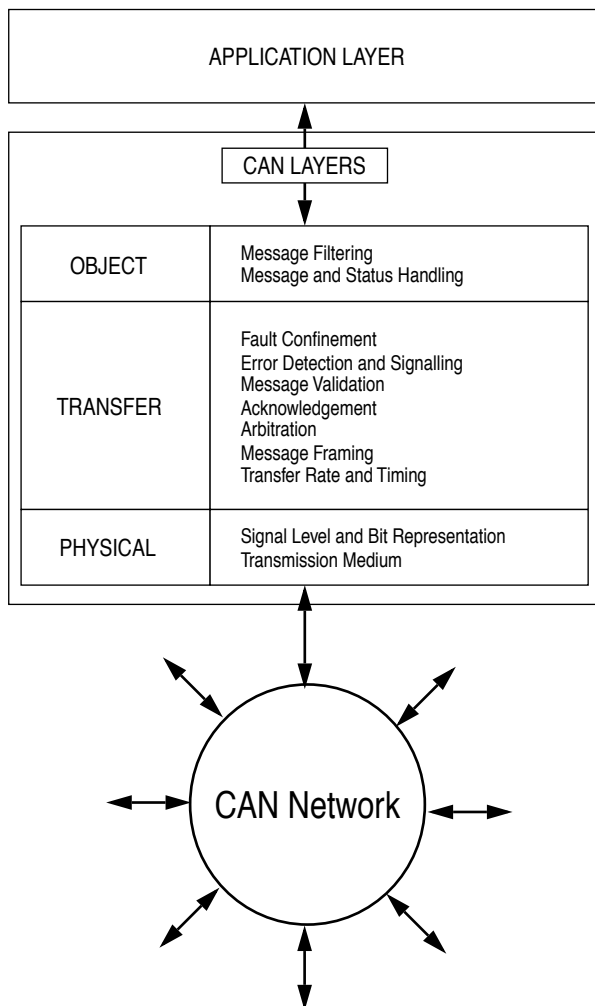 APPLICATION LAYER
CAN LAYERS
OBJECT
Message Filtering
Message and Status Handling
TRANSFER
Fault Confinement
Error Detection and Signalling
Message Validation
Acknowledgement
Arbitration
Message Framing
Transfer Rate and Timing
PHYSICAL
Signal Level and Bit Representation
Transmission Medium
CAN Network